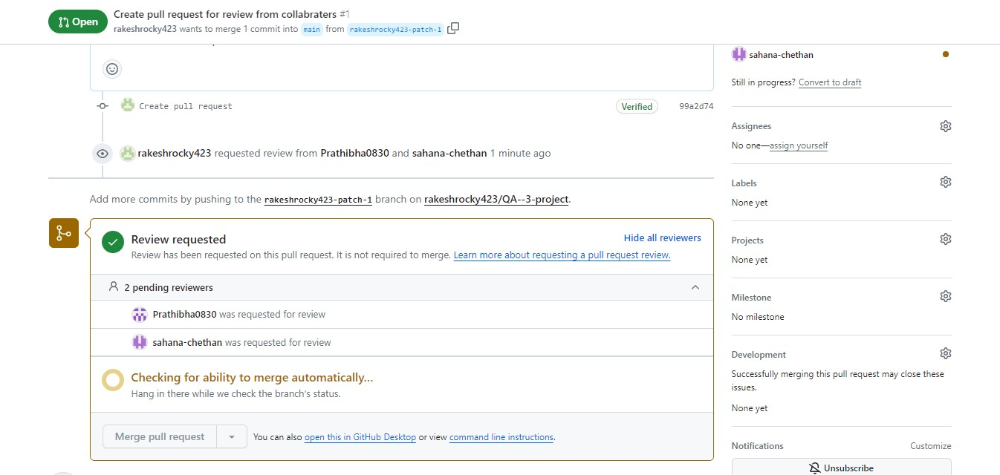 Open
Create pull request for review from collabraters #1
rakeshrocky423 wants to merge 1 commit into main from rakeshrocky423-patch-1
Create pull request
Verified
99a2d74
rakeshrocky423 requested review from Prathibha0830 and sahana-chethan 1 minute ago
Add more commits by pushing to the rakeshrocky423-patch-1 branch on rakeshrocky423/QA--3-project.
Review requested
Hide all reviewers
Review has been requested on this pull request. It is not required to merge. Learn more about requesting a pull request review.
2 pending reviewers
Prathibha0830 was requested for review
sahana-chethan was requested for review
Checking for ability to merge automatically...
Hang in there while we check the branch's status.
Merge pull request
You can also open this in GitHub Desktop or view command line instructions.
sahana-chethan
Still in progress? Convert to draft
Assignees
No one—assign yourself
Labels
None yet
Projects
None yet
Milestone
No milestone
Development
Successfully merging this pull request may close these
issues.
None yet
Notifications
Customize
Unsubscribe